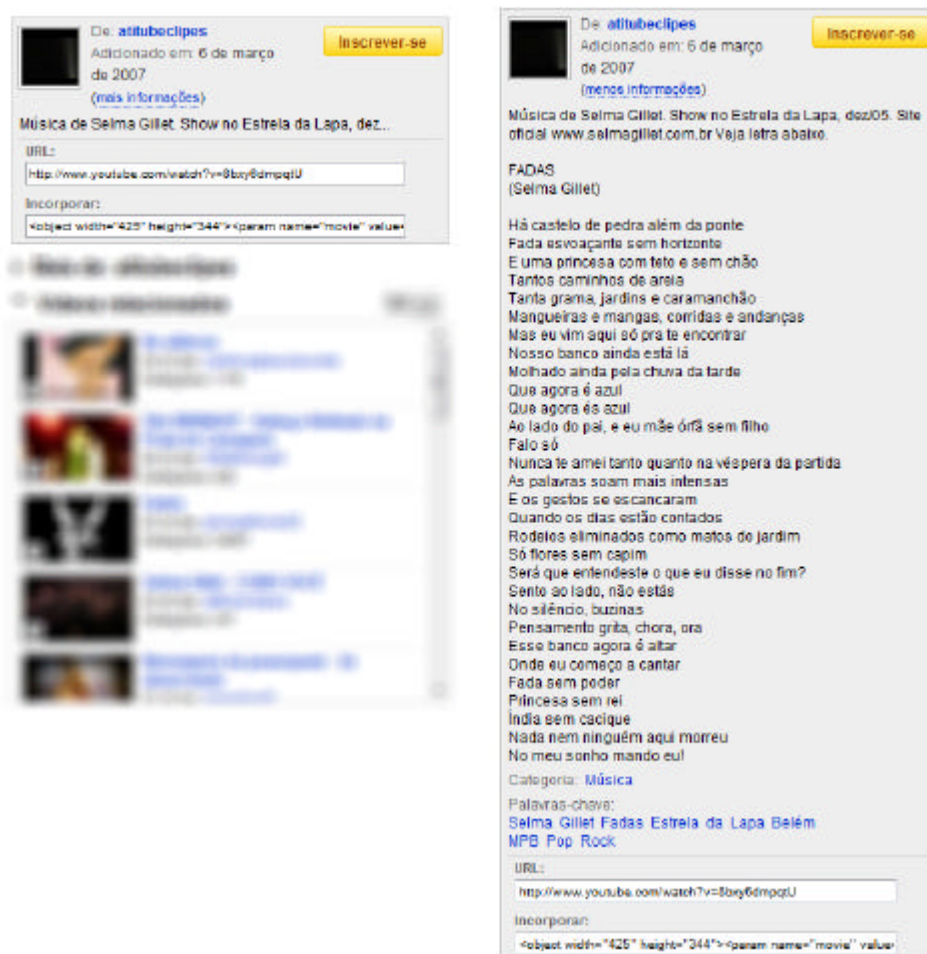 De: atitubeclipes
Adicionado em: 6 de março
de 2007
(mais informações)
Inscrever-se
Música de Selma Gillet. Show no Estrela da Lapa, dez...
URL:
http://www.youtube.com/watch?v=8bxy6dmpqtU
Incorporar:
<object width="425" height="344"><param name="movie" value=
De: atitubeclipes
Adicionado em: 6 de março
de 2007
(menos informações)
Inscrever-se
Música de Selma Gillet. Show no Estrela da Lapa, dez/05. Site
oficial www.selmagillet.com.br Veja letra abaixo.
FADAS
(Selma Gillet)
Há castelo de pedra além da ponte
Fada esvoaçante sem horizonte
E uma princesa com teto e sem chão
Tantos caminhos de areia
Tanta grama, jardins e caramanchão
Mangueiras e mangas, corridas e andanças
Mas eu vim aqui só pra te encontrar
Nosso banco ainda está lá
Molhado ainda pela chuva da tarde
Que agora é azul
Que agora és azul
Ao lado do pai, e eu mãe órfã sem filho
Falo só
Nunca te amei tanto quanto na véspera da partida
As palavras soam mais intensas
E os gestos se escancaram
Quando os dias estão contados
Rodeios eliminados como matos do jardim
Só flores sem capim
Será que entendeste o que eu disse no fim?
Sento ao lado, não estás
No silêncio, buzinas
Pensamento grita, chora, ora
Esse banco agora é altar
Onde eu começo a cantar
Fada sem poder
Princesa sem rei
Índia sem cacique
Nada nem ninguém aqui morreu
No meu sonho mando eu!
Categoria: Música
Palavras-chave:
Selma Gillet Fadas Estrela da Lapa Belém
MPB Pop Rock
URL:
http://www.youtube.com/watch?v=8bxy6dmpqtU
Incorporar:
<object width="425" height="344"><param name="movie" value=